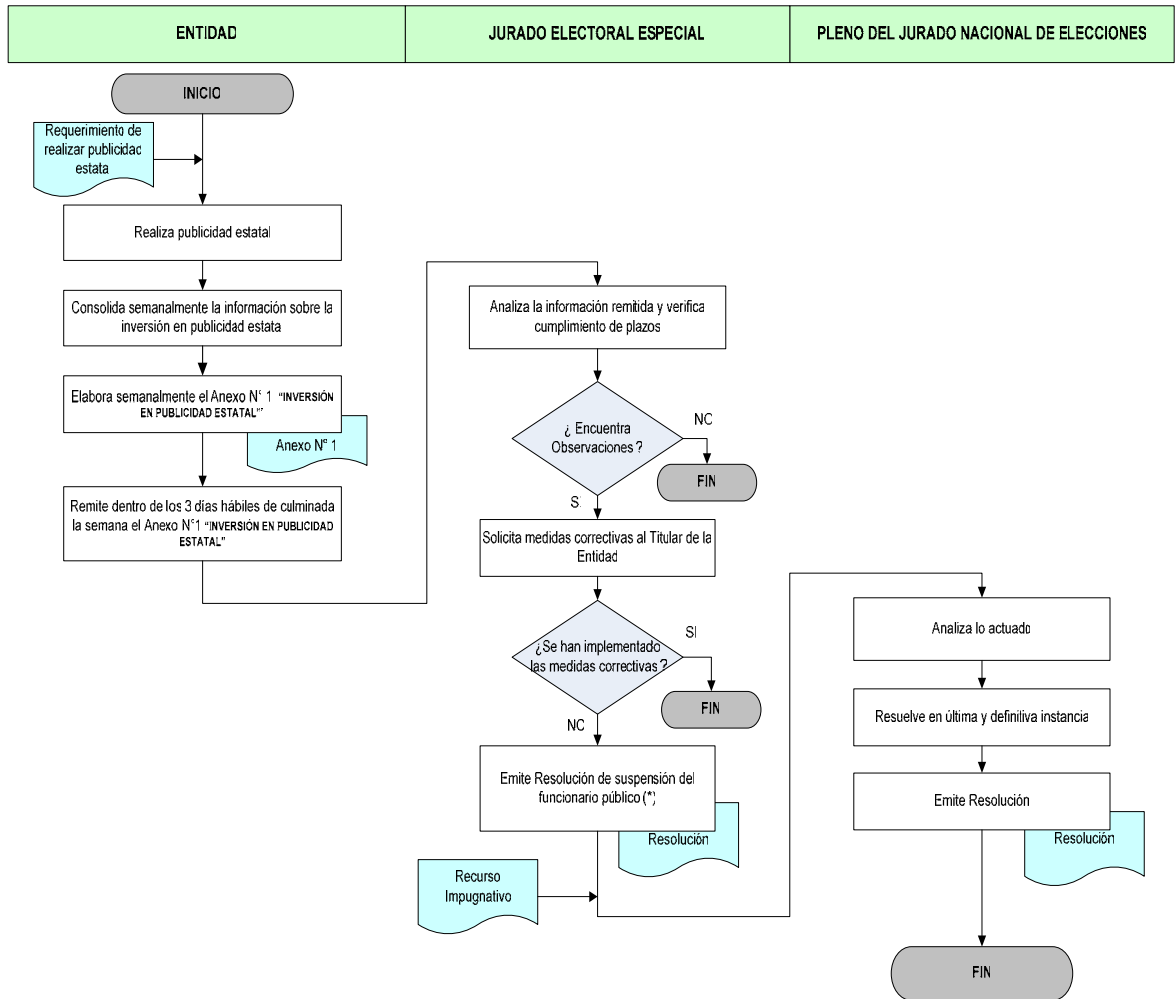 ENTIDAD
JURADO ELECTORAL ESPECIAL
PLENO DEL JURADO NACIONAL DE ELECCIONES
INICIO
Requerimiento de
realizar publicidad
estata
Realiza publicidad estatal
Consolida semanalmente la información sobre la
inversión en publicidad estata
Elabora semanalmente el Anexo N° 1 "INVERSIÓN
EN PUBLICIDAD ESTATAL"
Anexo N° 1
Remite dentro de los 3 días hábiles de culminada
la semana el Anexo N°1 "INVERSIÓN EN PUBLICIDAD
ESTATAL"
Analiza la información remitida y verifica
cumplimiento de plazos
¿ Encuentra
Observaciones ?
NO
FIN
S.
Solicita medidas correctivas al Titular de la
Entidad
¿Se han implementado
las medidas correctivas ?
SI
FIN
NO
Emite Resolución de suspensión del
funcionario público (*)
Resolución
Recurso
Impugnativo
Analiza lo actuado
Resuelve en última y definitiva instancia
Emite Resolución
Resolución
FIN